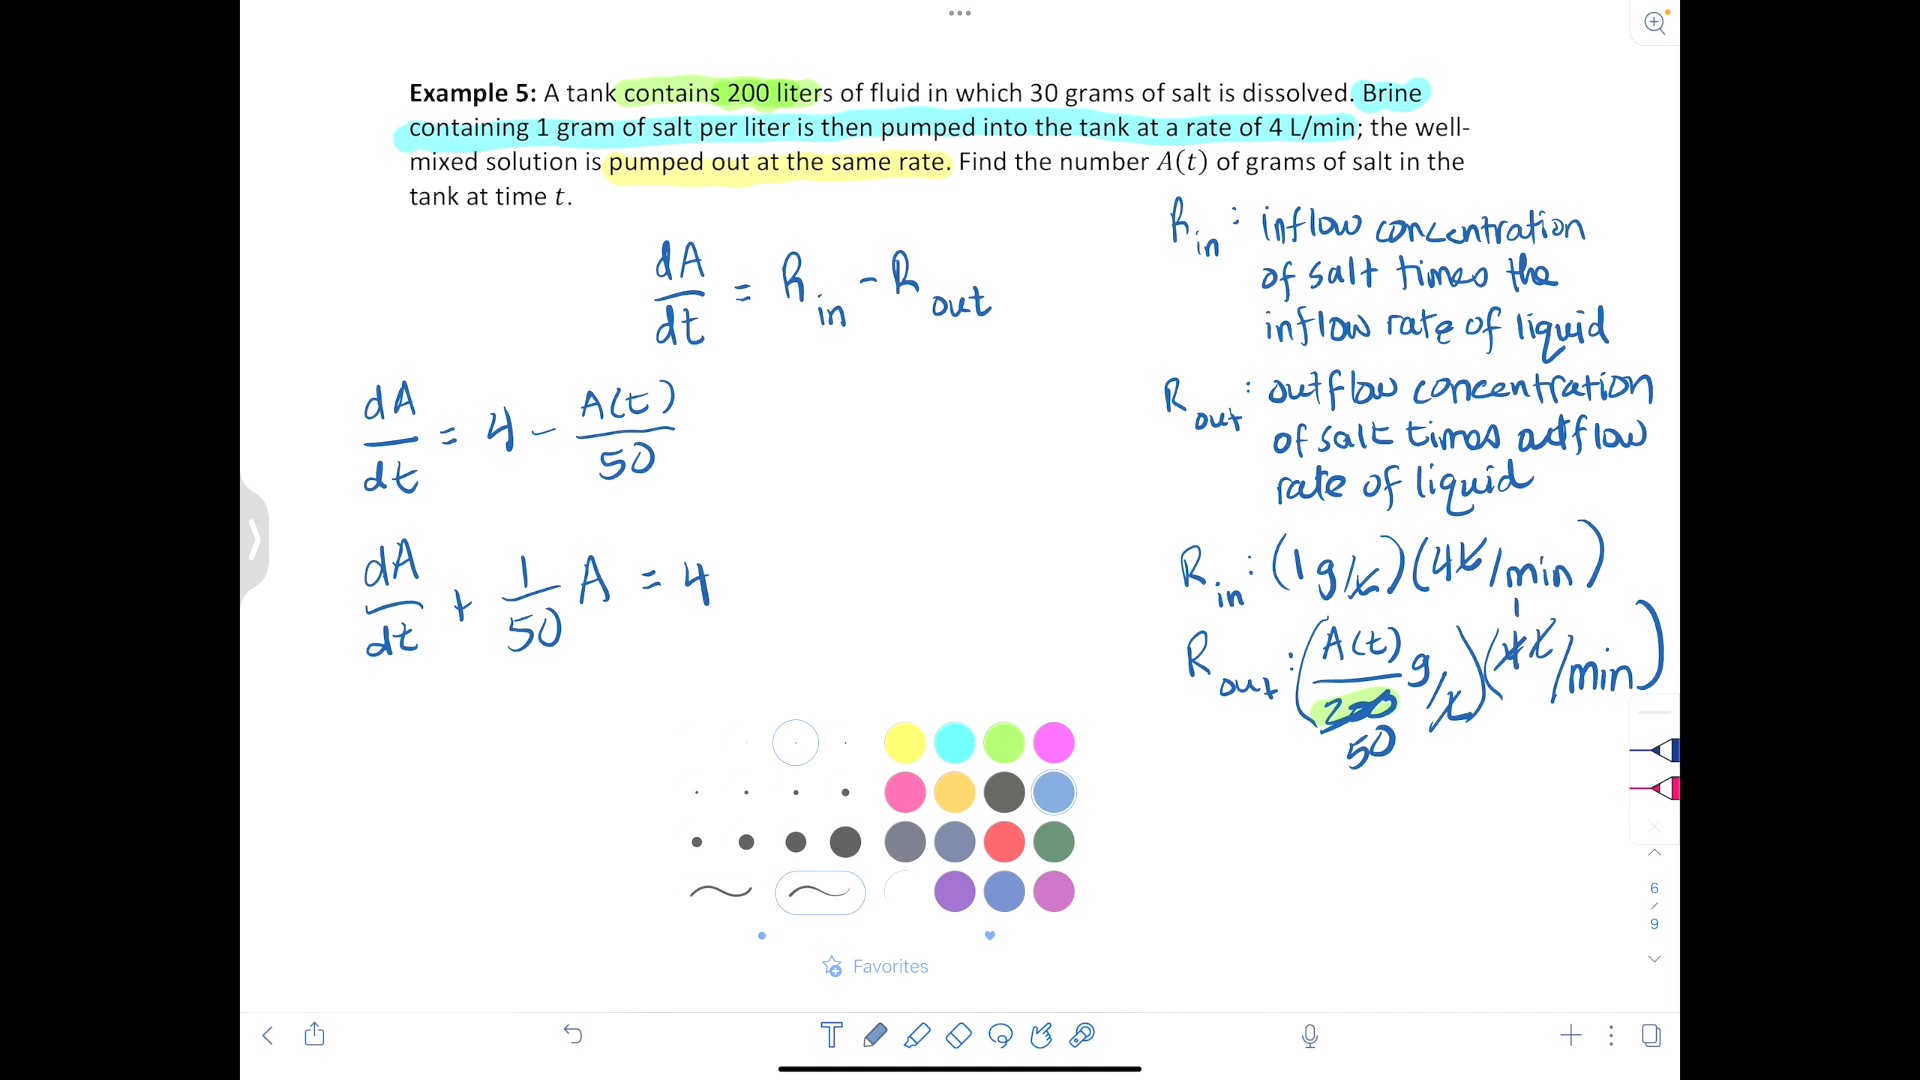 Example 5: A tank contains 200 liters of fluid in which 30 grams of salt is dissolved. Brine
containing 1 gram of salt per liter is then pumped into the tank at a rate of 4 L/min; the well-
mixed solution is pumped out at the same rate. Find the number A(t) of grams of salt in the
tank at time t.
dA/dt = R_in - R_out
dA/dt = 4 - A(t)/50
dA/dt + 1/50 A = 4
R_in : inflow concentration
of salt times the
inflow rate of liquid
R_out : outflow concentration
of salt times outflow
rate of liquid
R_in : (1 g/L)(4L/min)
R_out : (A(t)/200 g/L)(4L/min)
1
50
Favorites
6
/
9
T